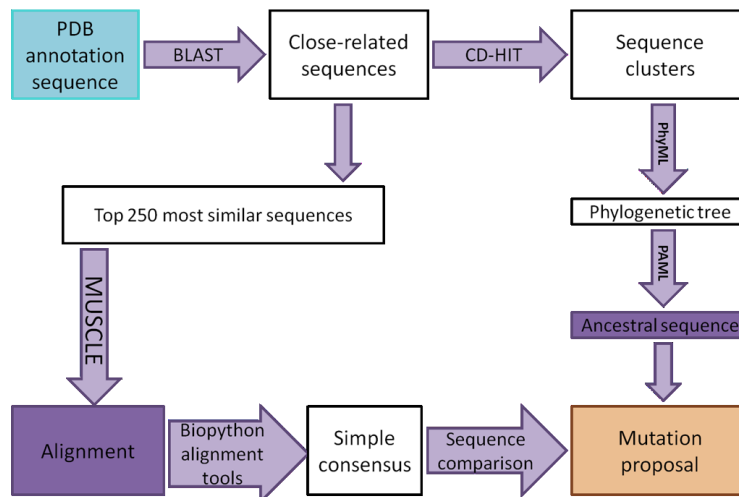 PDB
annotation
sequence
BLAST
Close-related
sequences
CD-HIT
Sequence
clusters
PhyML
Top 250 most similar sequences
Phylogenetic tree
PAML
MUSCLE
Ancestral sequence
Alignment
Biopython
alignment
tools
Simple
consensus
Sequence
comparison
Mutation
proposal